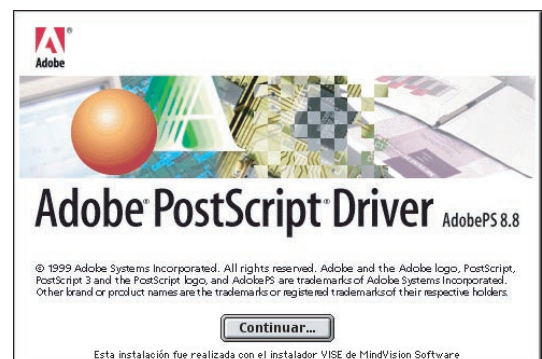 Adobe
Adobe® PostScript® Driver AdobePS 8.8
© 1999 Adobe Systems Incorporated. All rights reserved. Adobe and the Adobe logo, PostScript,
PostScript 3 and the PostScript logo, and AdobePS are trademarks of Adobe Systems Incorporated.
Other brand or product names are the trademarks or registered trademarks of their respective holders.
Continuar...
Esta instalación fue realizada con el instalador VISE de MindVision Software